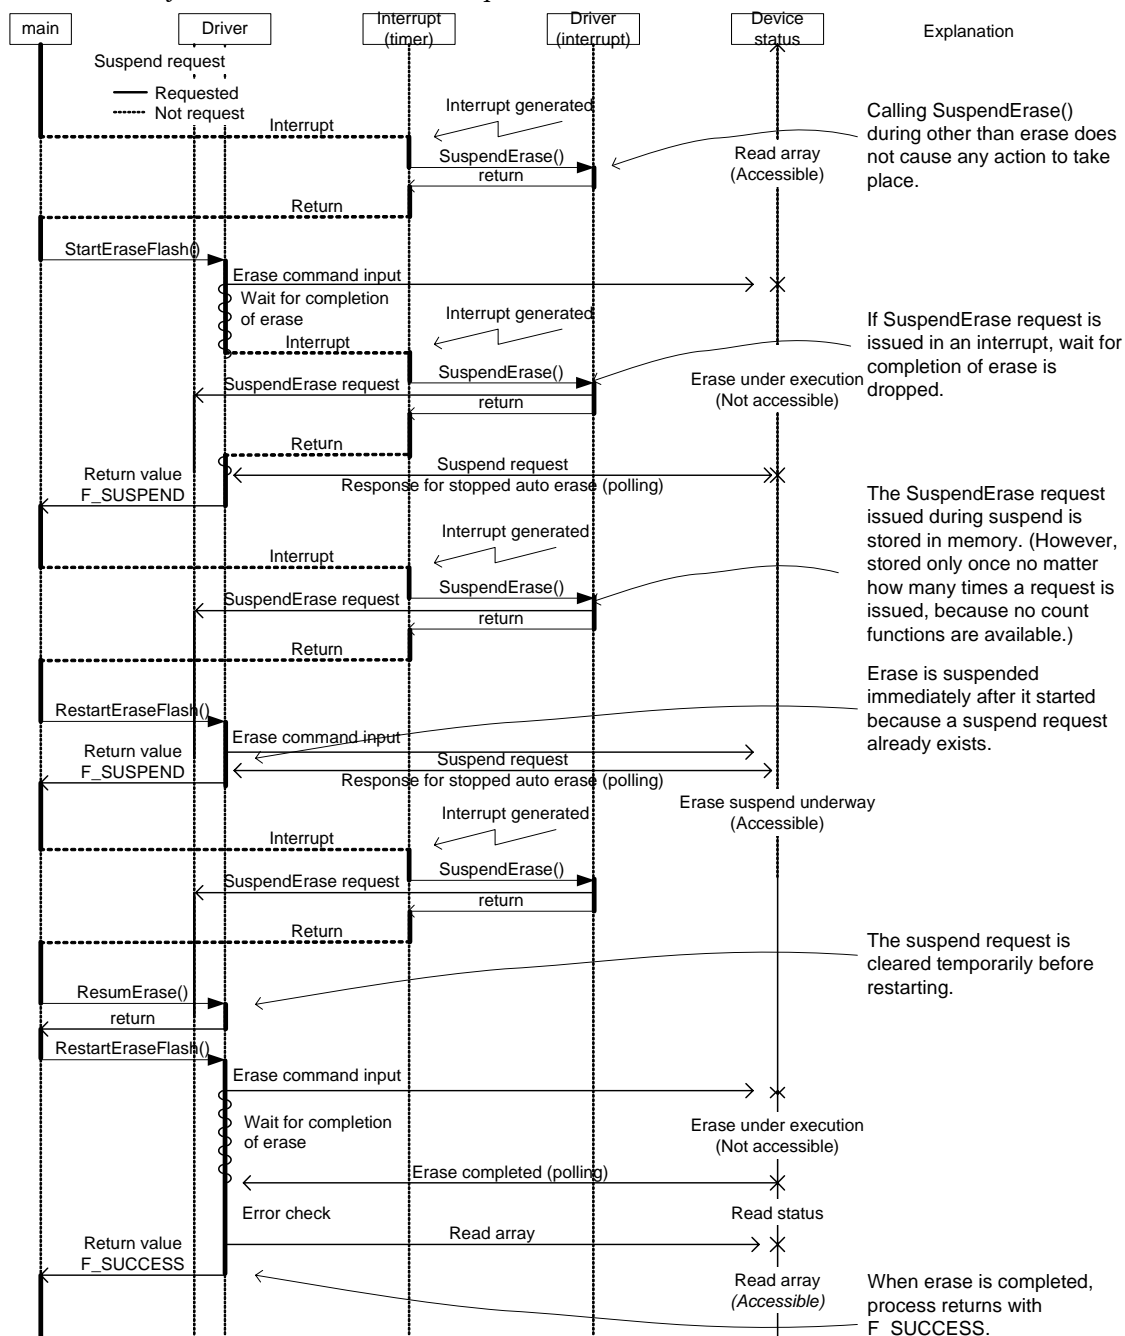 main
Driver
Interrupt
(timer)
Driver
(interrupt)
Device
status
Explanation
Suspend request
Requested
Not request
Interrupt generated
Interrupt
SuspendErase()
return
Return
Read array
(Accessible)
Calling SuspendErase()
during other than erase does
not cause any action to take
place.
StartEraseFlash()
Erase command input
Wait for completion
of erase
Interrupt generated
Interrupt
SuspendErase()
SuspendErase request
return
Return
Erase under execution
(Not accessible)
If SuspendErase request is
issued in an interrupt, wait for
completion of erase is
dropped.
Suspend request
Response for stopped auto erase (polling)
Return value
F_SUSPEND
Interrupt generated
Interrupt
SuspendErase()
SuspendErase request
return
Return
The SuspendErase request
issued during suspend is
stored in memory. (However,
stored only once no matter
how many times a request is
issued, because no count
functions are available.)
RestartEraseFlash()
Erase command input
Return value
F_SUSPEND
Suspend request
Response for stopped auto erase (polling)
Erase is suspended
immediately after it started
because a suspend request
already exists.
Erase suspend underway
(Accessible)
Interrupt generated
Interrupt
SuspendErase()
SuspendErase request
return
Return
The suspend request is
cleared temporarily before
restarting.
ResumErase()
return
RestartEraseFlash()
Erase command input
Wait for completion
of erase
Erase under execution
(Not accessible)
Erase completed (polling)
Error check
Read status
Read array
Return value
F_SUCCESS
Read array
(Accessible)
When erase is completed,
process returns with
F_SUCCESS.